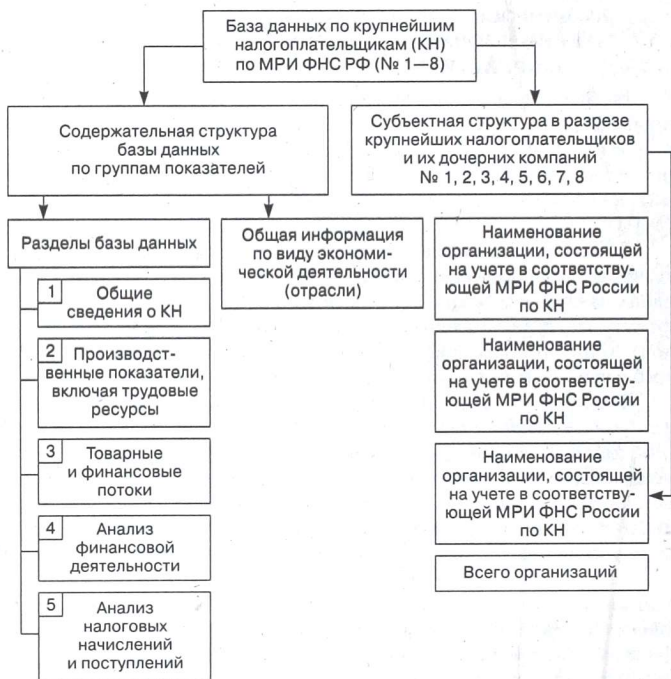 База данных по крупнейшим
налогоплательщикам (КН)
по МРИ ФНС РФ (№ 1—8)
Содержательная структура
базы данных
по группам показателей
Субъектная структура в разрезе
крупнейших налогоплательщиков
и их дочерних компаний
№ 1, 2, 3, 4, 5, 6, 7, 8
Разделы базы данных
1 Общие
сведения о КН
2 Производст-
венные показатели,
включая трудовые
ресурсы
3 Товарные
и финансовые
потоки
4 Анализ
финансовой
деятельности
5 Анализ
налоговых
начислений
и поступлений
Общая информация
по виду экономи-
ческой деятельности
(отрасли)
Наименование
организации, состоящей
на учете в соответству-
ющей МРИ ФНС России
по КН
Наименование
организации, состоящей
на учете в соответству-
ющей МРИ ФНС России
по КН
Наименование
организации, состоящей
на учете в соответству-
ющей МРИ ФНС России
по КН
Всего организаций